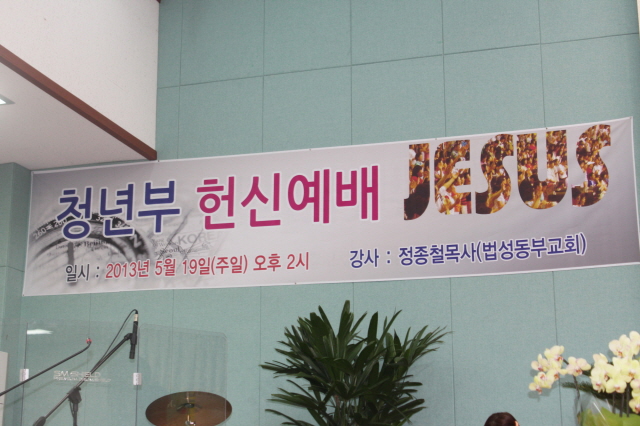 청년부 헌신예배 JESUS
일시 : 2013년 5월 19일(주일) 오후 2시 강사 : 정종철목사(법성동부교회)